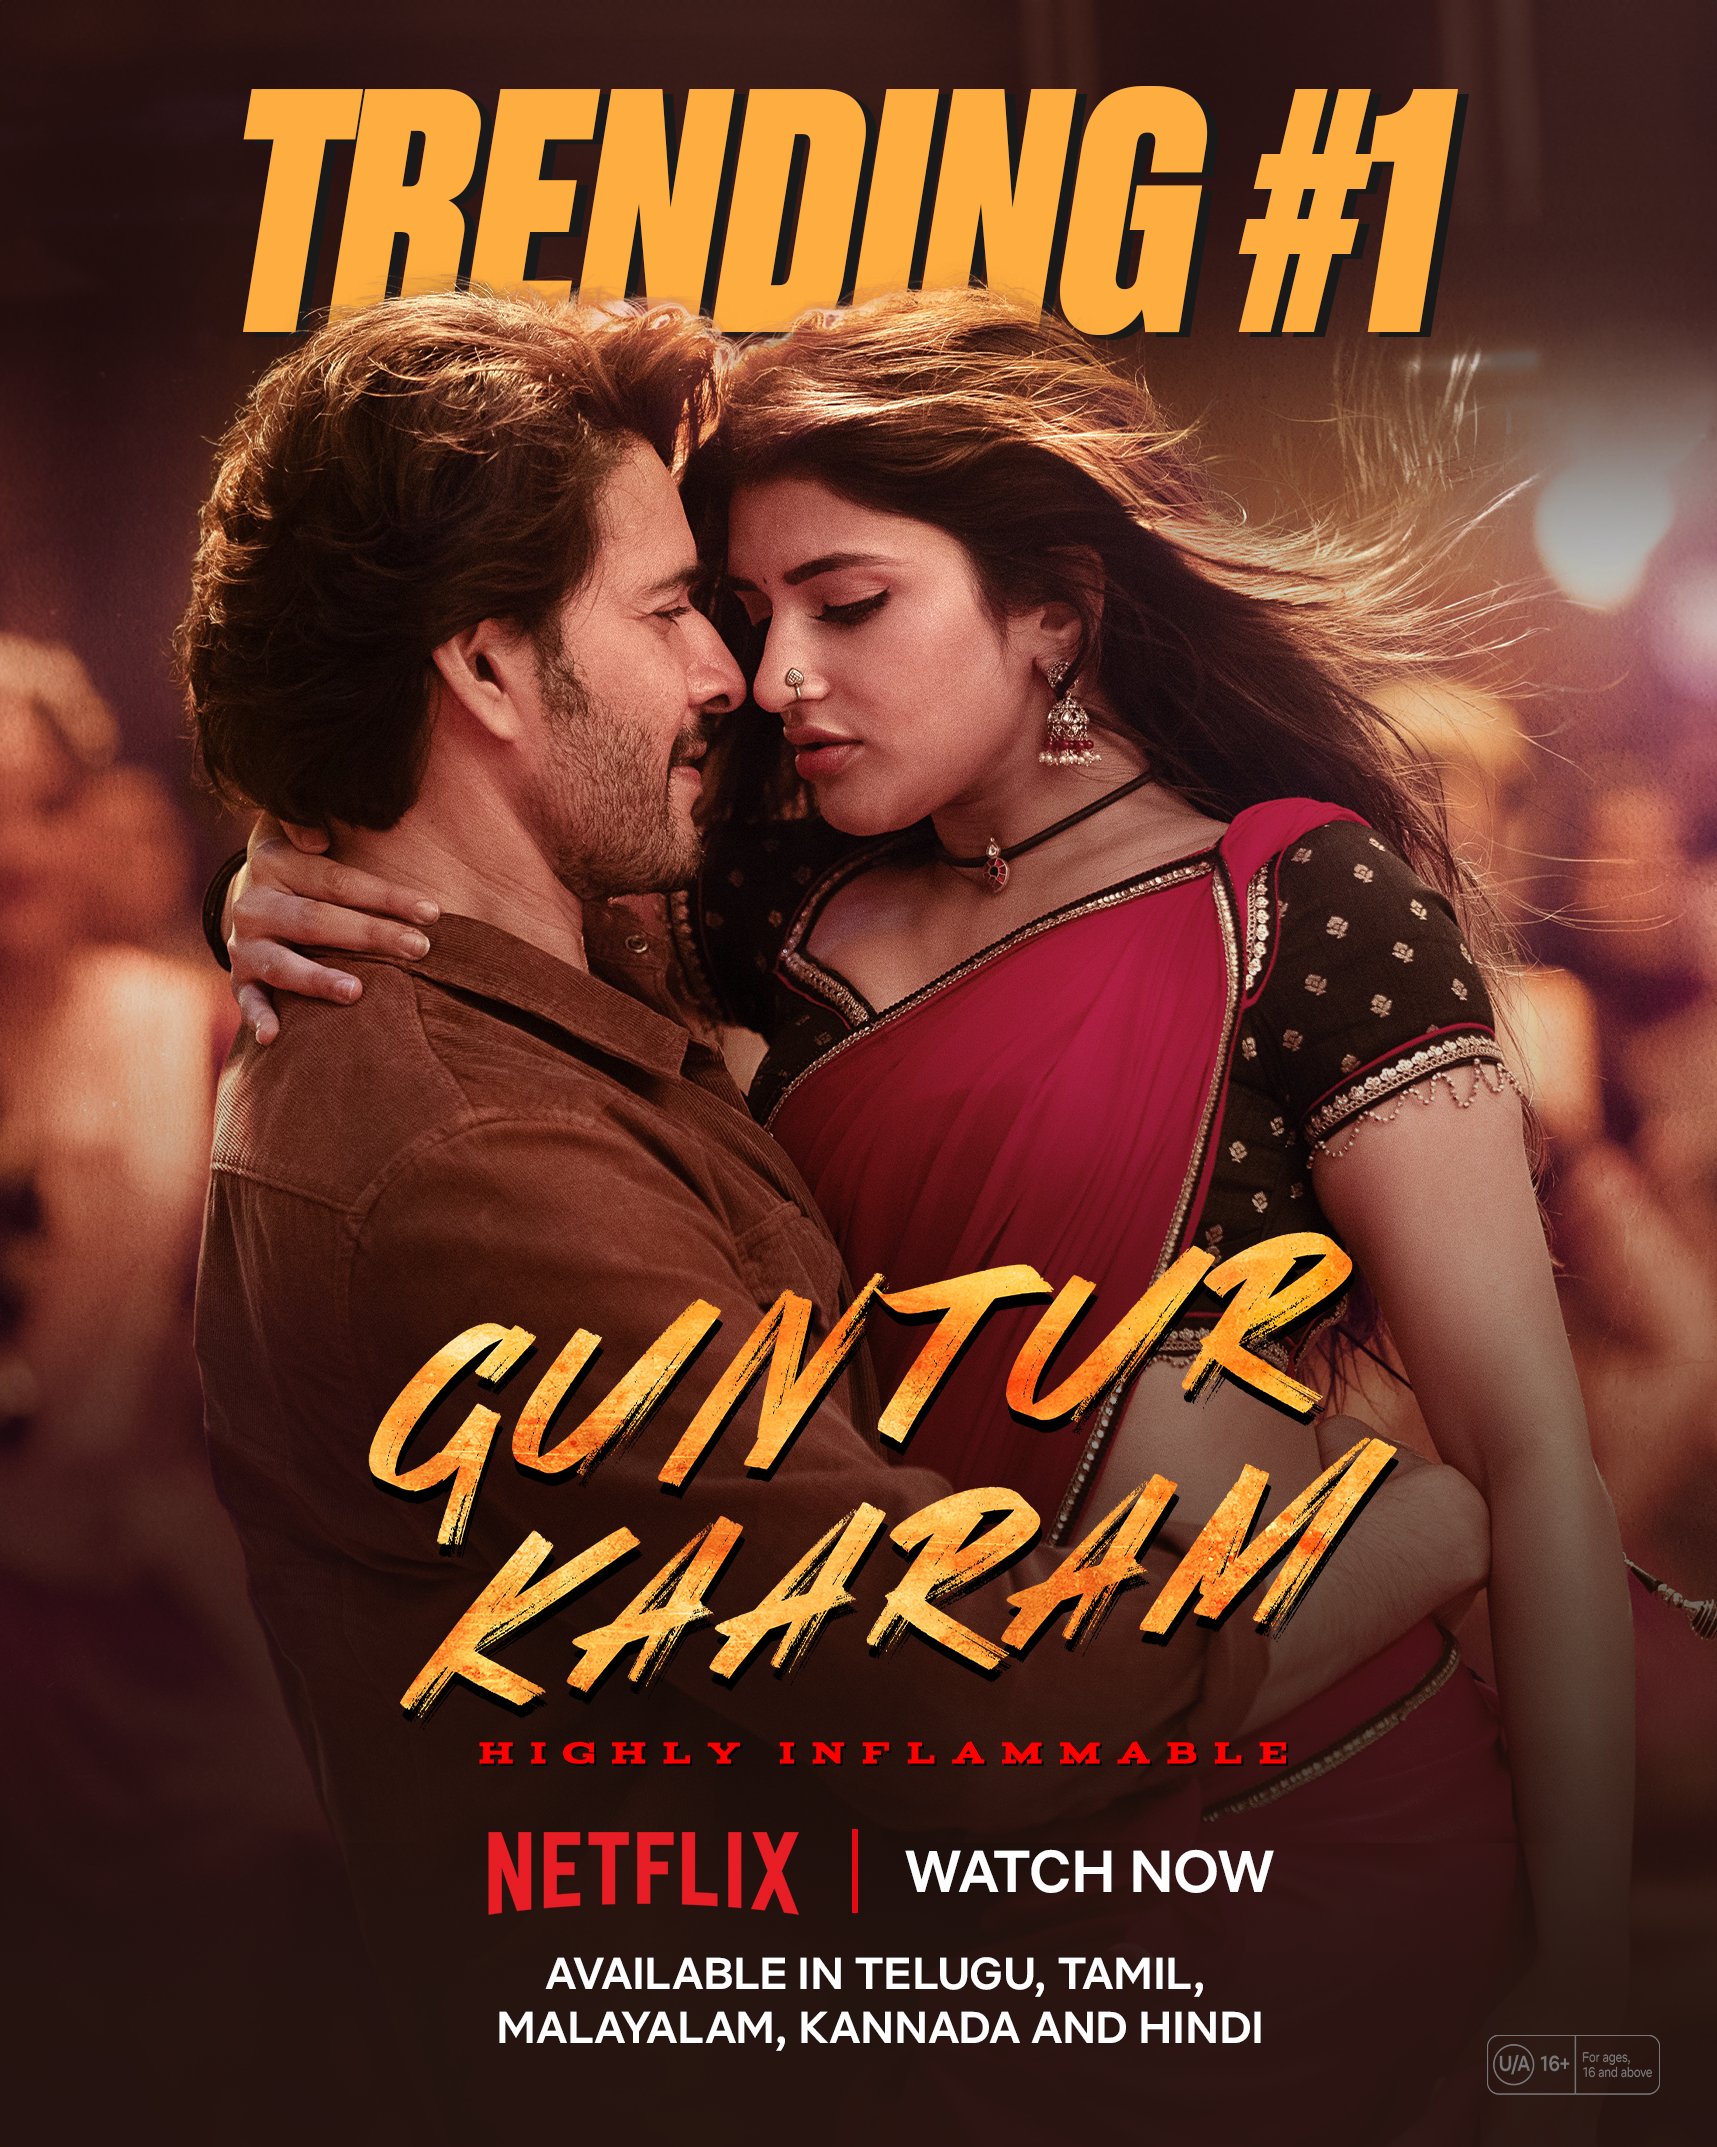 TRENDING #1
GUNTUR
KAARAM
HIGHLY INFLAMMABLE
NETFLIX | WATCH NOW
AVAILABLE IN TELUGU, TAMIL,
MALAYALAM, KANNADA AND HINDI
U/A 16+
For ages,
16 and above